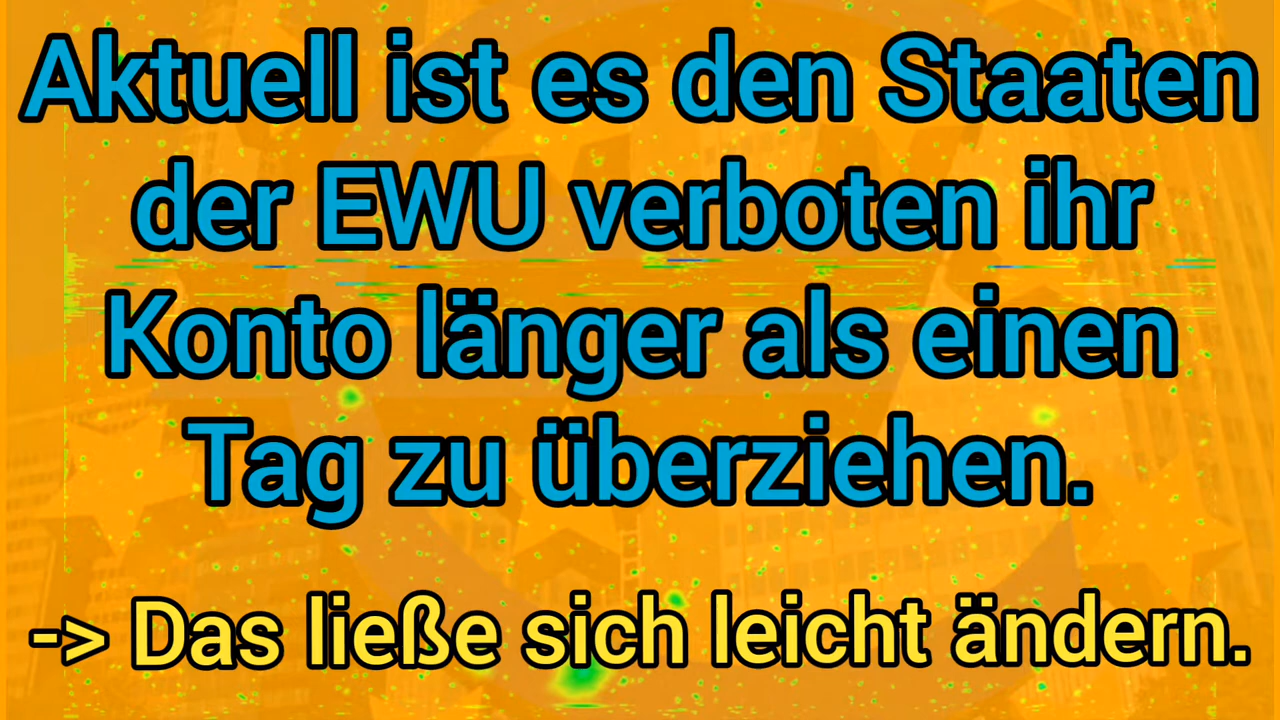 Aktuell ist es den Staaten
der EWU verboten ihr
Konto länger als einen
Tag zu überziehen.
-> Das ließe sich leicht ändern.